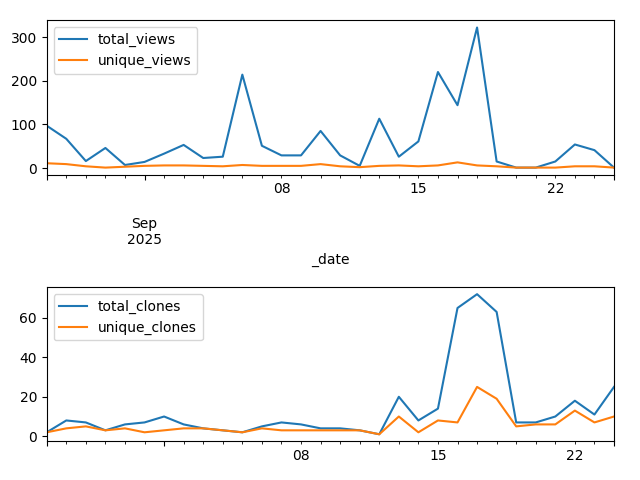 300
200
100
0
total_views
unique_views
08
15
22
Sep
2025
_date
60
40
20
0
total_clones
unique_clones
08
15
22